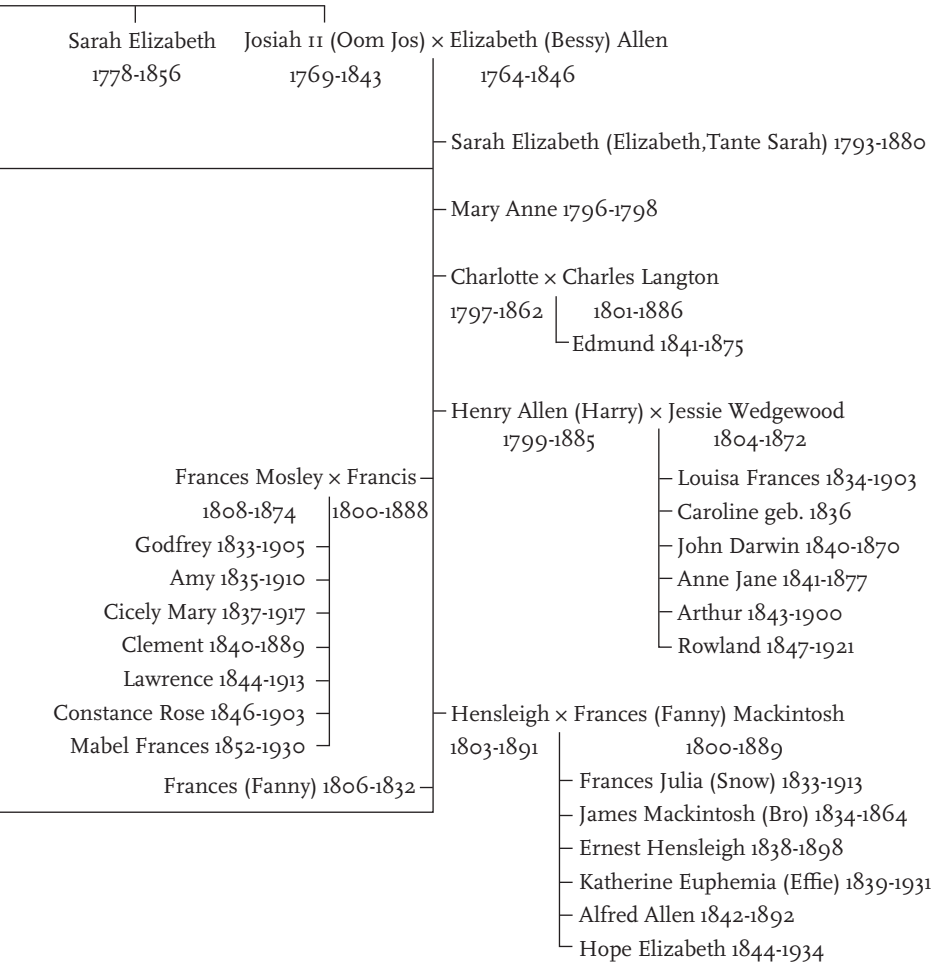 Sarah Elizabeth Josiah II (Oom Jos) × Elizabeth (Bessy) Allen
1778-1856 1769-1843 1764-1846
Sarah Elizabeth (Elizabeth,Tante Sarah) 1793-1880
Mary Anne 1796-1798
Charlotte × Charles Langton
1797-1862 1801-1886
Edmund 1841-1875
Henry Allen (Harry) × Jessie Wedgewood
1799-1885 1804-1872
Frances Mosley × Francis Louisa Frances 1834-1903
1808-1874 1800-1888 Caroline geb. 1836
Godfrey 1833-1905 John Darwin 1840-1870
Amy 1835-1910 Anne Jane 1841-1877
Cicely Mary 1837-1917 Arthur 1843-1900
Clement 1840-1889 Rowland 1847-1921
Lawrence 1844-1913
Constance Rose 1846-1903 Hensleigh × Frances (Fanny) Mackintosh
Mabel Frances 1852-1930 1803-1891 1800-1889
Frances (Fanny) 1806-1832 Frances Julia (Snow) 1833-1913
James Mackintosh (Bro) 1834-1864
Ernest Hensleigh 1838-1898
Katherine Euphemia (Effie) 1839-1931
Alfred Allen 1842-1892
Hope Elizabeth 1844-1934